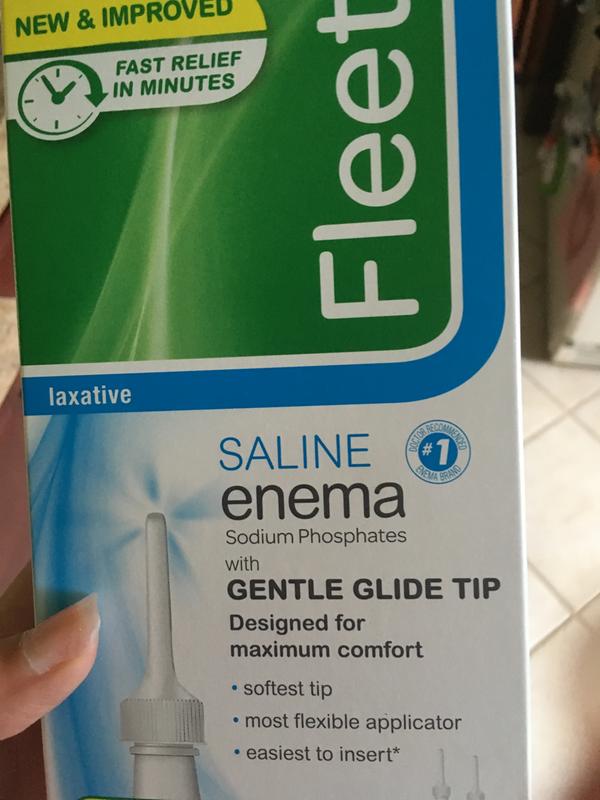 NEW & IMPROVED
FAST RELIEF
IN MINUTES
Fleet
laxative
SALINE
enema
DOCTOR RECOMMENDED
#1
ENEMA BRAND
Sodium Phosphates
with
GENTLE GLIDE TIP
Designed for
maximum comfort
• softest tip
• most flexible applicator
• easiest to insert*